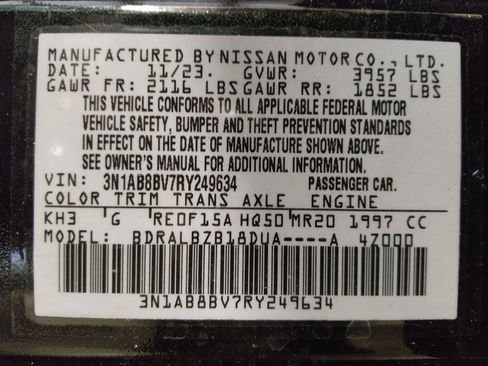 MANUFACTURED BY NISSAN MOTOR CO., LTD.
DATE: 11/23. GVWR: 3957 LBS
GAWR FR: 2116 LBS GAWR RR: 1852 LBS
THIS VEHICLE CONFORMS TO ALL APPLICABLE FEDERAL MOTOR
VEHICLE SAFETY, BUMPER AND THEFT PREVENTION STANDARDS
IN EFFECT ON THE DATE OF MANUFACTURE SHOWN ABOVE.
SEE OWNER'S MANUAL FOR ADDITIONAL INFORMATION.
VIN: 3N1AB8BV7RY249634 PASSENGER CAR.
COLOR TRIM TRANS AXLE ENGINE
KH3 G RE0F15A HQ50 MR20 1997 CC
MODEL: BDRALBZB18DUA----A 4Z000
3N1AB8BV7RY249634